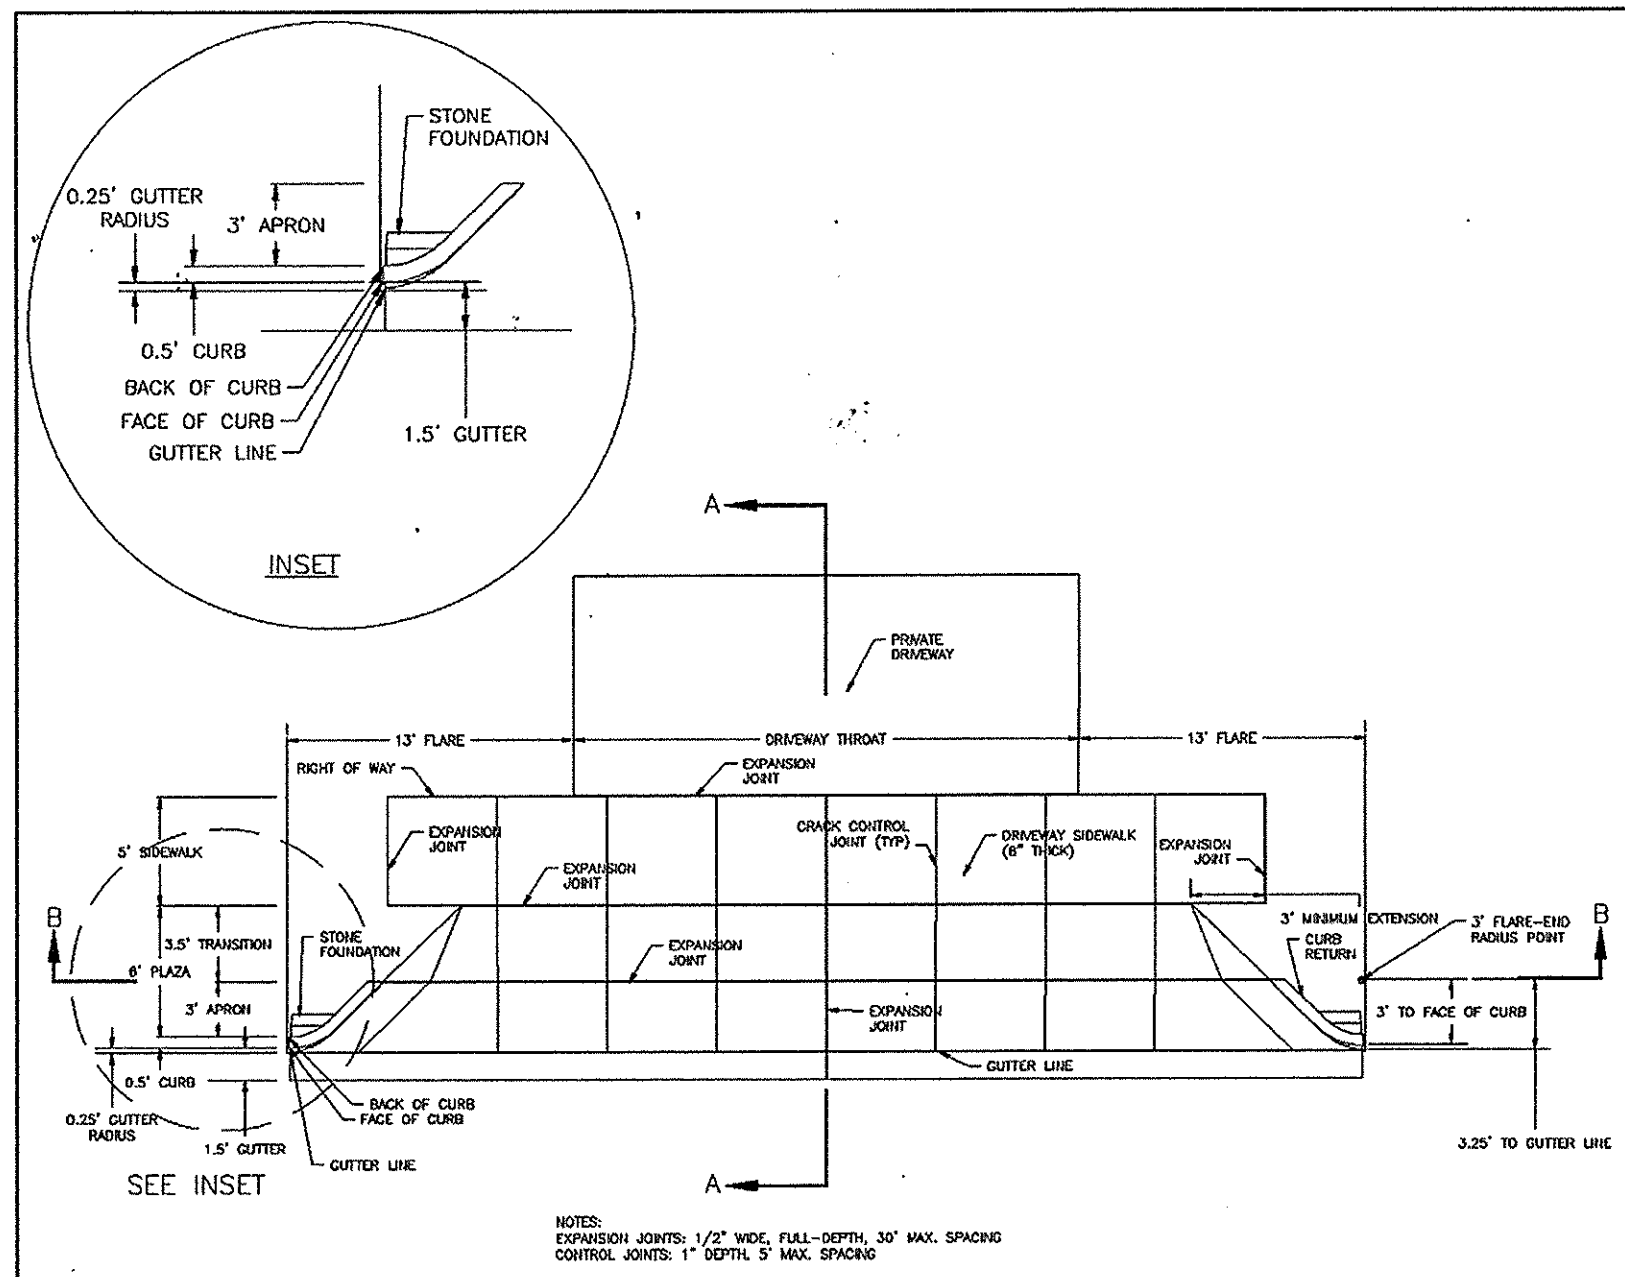 STONE
FOUNDATION
0.25' GUTTER
RADIUS
3' APRON
0.5' CURB
BACK OF CURB
FACE OF CURB
GUTTER LINE
1.5' GUTTER
INSET
A
PRIVATE
DRIVEWAY
13' FLARE
DRIVEWAY THROAT
13' FLARE
RIGHT OF WAY
EXPANSION
JOINT
5' SIDEWALK
EXPANSION
JOINT
EXPANSION
JOINT
CRACK CONTROL
JOINT (TYP)
DRIVEWAY SIDEWALK
(6" THICK)
EXPANSION
JOINT
B
3.5' TRANSITION
6' PLAZA
3' APRON
STONE
FOUNDATION
EXPANSION
JOINT
3' MINIMUM EXTENSION
CURB
RETURN
3' FLARE-END
RADIUS POINT
B
EXPANSION
JOINT
3' TO FACE OF CURB
GUTTER LINE
0.5' CURB
0.25' GUTTER
RADIUS
1.5' GUTTER
BACK OF CURB
FACE OF CURB
GUTTER LINE
3.25' TO GUTTER LINE
SEE INSET
A
NOTES:
EXPANSION JOINTS: 1/2" WIDE, FULL-DEPTH, 30' MAX. SPACING
CONTROL JOINTS: 1" DEPTH, 5' MAX. SPACING